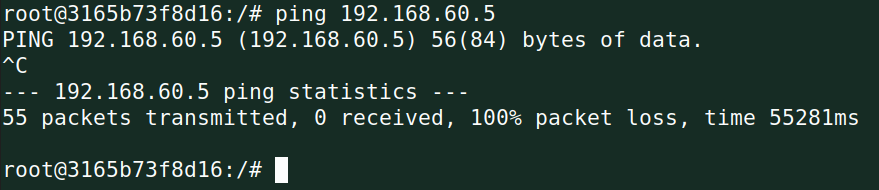 root@3165b73f8d16:/# ping 192.168.60.5
PING 192.168.60.5 (192.168.60.5) 56(84) bytes of data.
^C
--- 192.168.60.5 ping statistics ---
55 packets transmitted, 0 received, 100% packet loss, time 55281ms
root@3165b73f8d16:/#